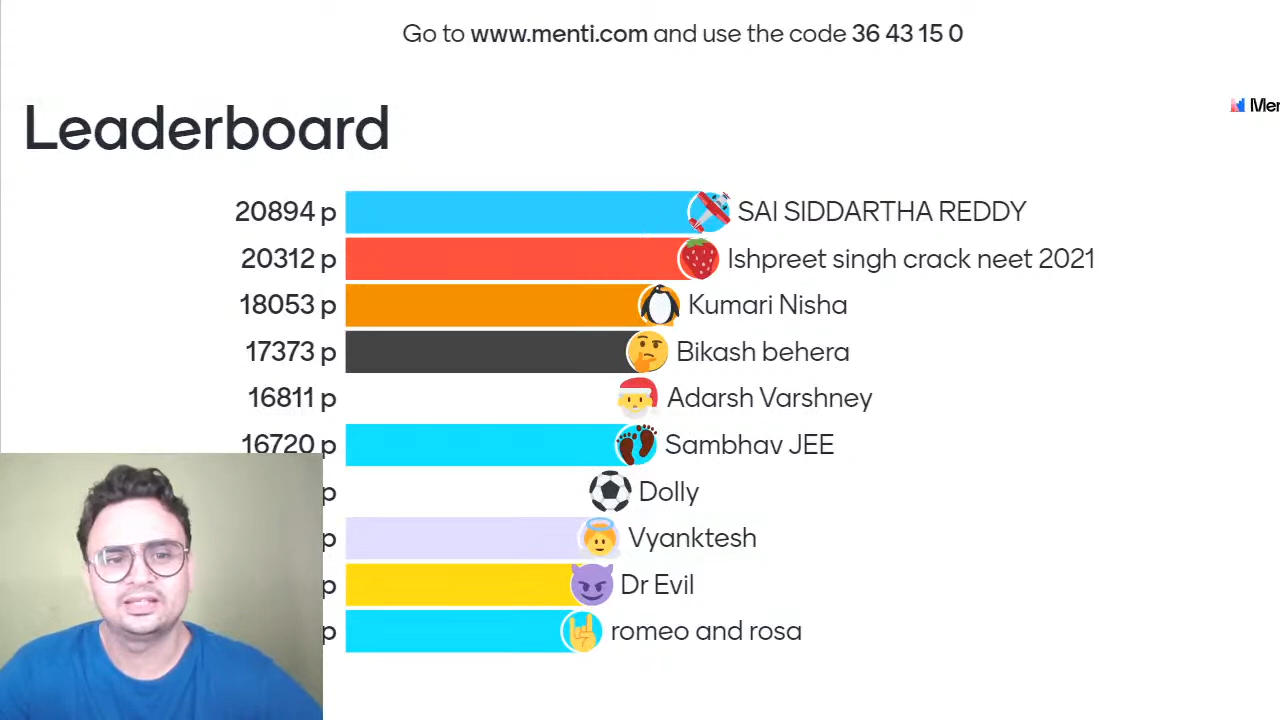 Go to www.menti.com and use the code 36 43 15 0
Leaderboard
20894 p SAI SIDDARTHA REDDY
20312 p Ishpreet singh crack neet 2021
18053 p Kumari Nisha
17373 p Bikash behera
16811 p Adarsh Varshney
16720 p Sambhav JEE
p Dolly
p Vyanktesh
p Dr Evil
p romeo and rosa